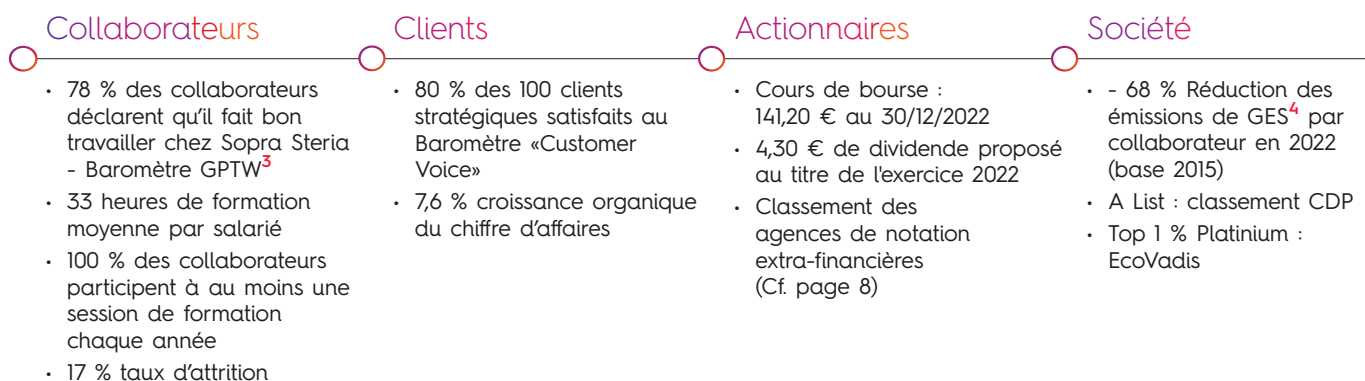 Collaborateurs
• 78 % des collaborateurs
déclarent qu'il fait bon
travailler chez Sopra Steria
- Baromètre GPTW3
• 33 heures de formation
moyenne par salarié
• 100 % des collaborateurs
participent à au moins une
session de formation
chaque année
• 17 % taux d'attrition
Clients
• 80 % des 100 clients
stratégiques satisfaits au
Baromètre «Customer
Voice»
• 7,6 % croissance organique
du chiffre d'affaires
Actionnaires
• Cours de bourse :
141,20 € au 30/12/2022
• 4,30 € de dividende proposé
au titre de l'exercice 2022
• Classement des
agences de notation
extra-financières
(Cf. page 8)
Société
• - 68 % Réduction des
émissions de GES4 par
collaborateur en 2022
(base 2015)
• A List : classement CDP
• Top 1 % Platinium :
EcoVadis